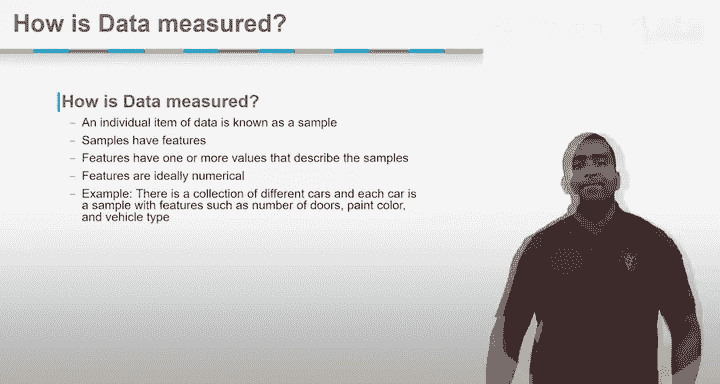 How is Data measured?
How is Data measured?
– An individual item of data is known as a sample
– Samples have features
– Features have one or more values that describe the samples
– Features are ideally numerical
– Example: There is a collection of different cars and each car is
a sample with features such as number of doors, paint color,
and vehicle type